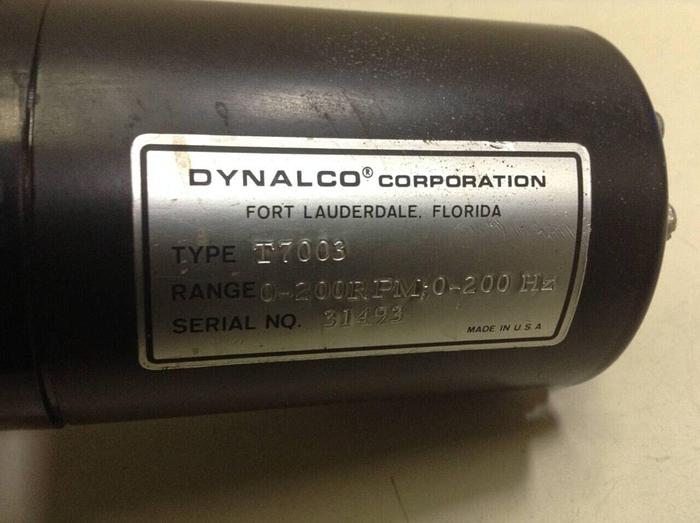 DYNALCO® CORPORATION
FORT LAUDERDALE, FLORIDA
TYPE T7003
RANGE 0-200RPM;0-200 Hz
SERIAL NO. 31493
MADE IN U.S A